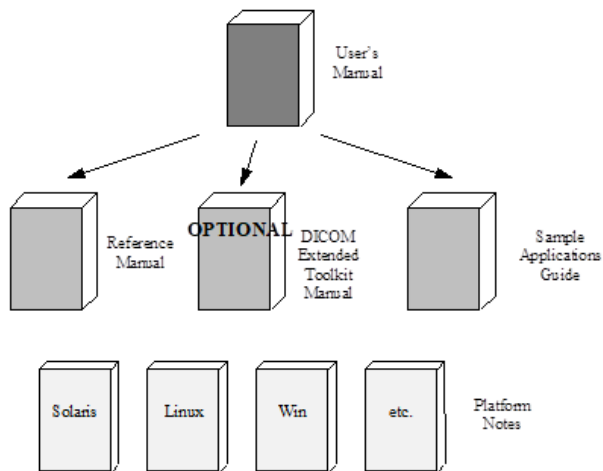 User's
Manual
Reference
Manual
OPTIONAL
DICOM
Extended
Toolkit
Manual
Sample
Applications
Guide
Solaris
Linux
Win
etc.
Platform
Notes